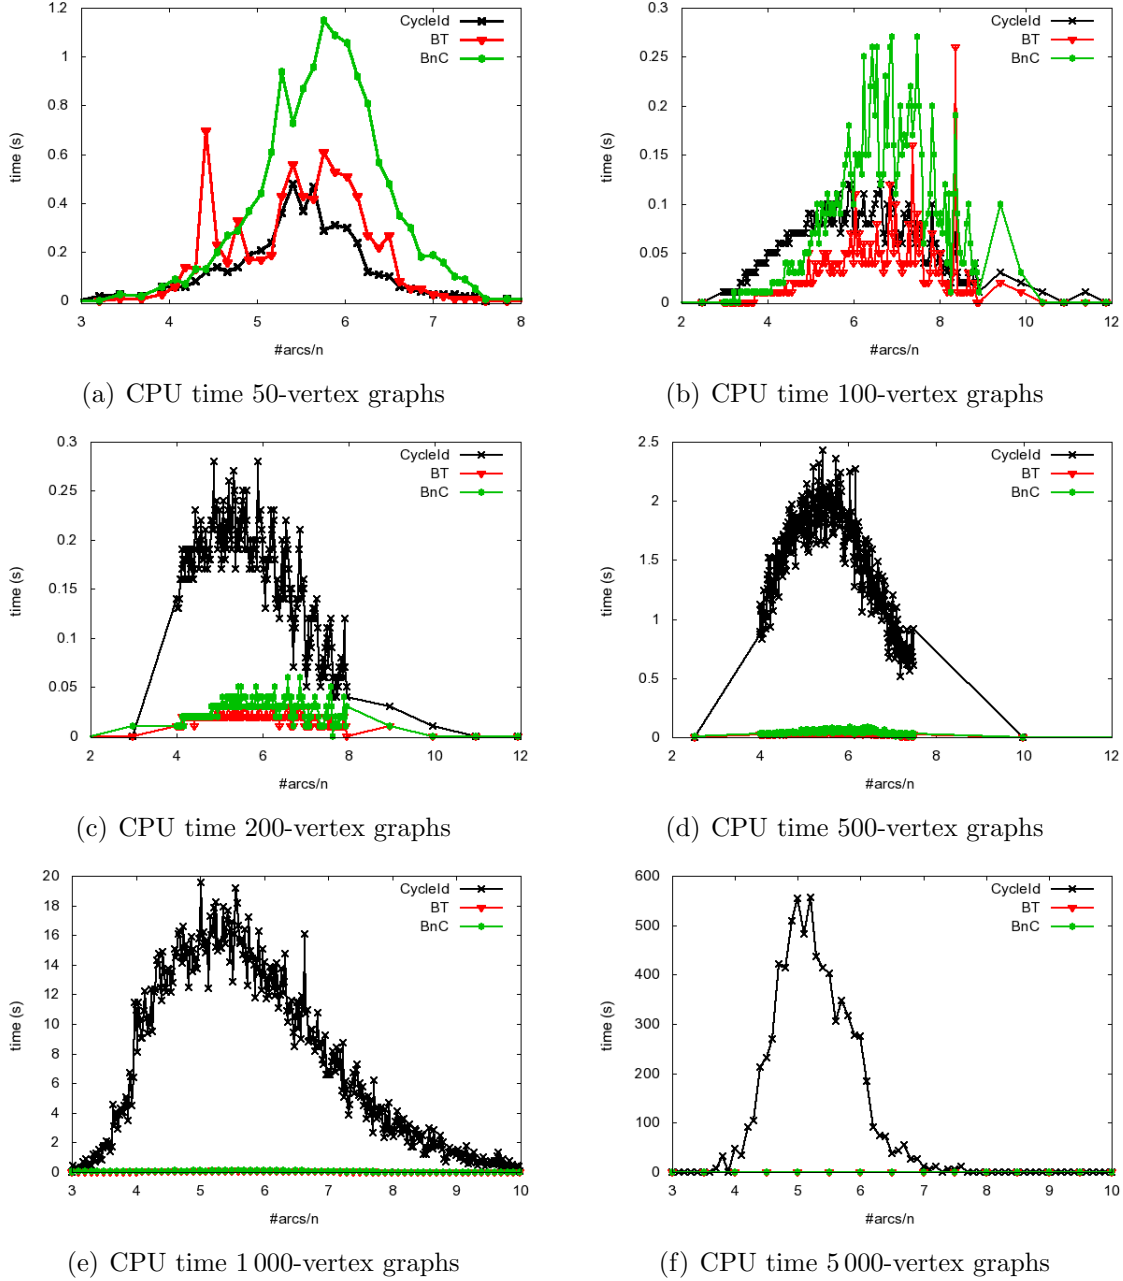 1.2
1
0.8
0.6
0.4
0.2
0
3 4 5 6 7 8
time (s)
#arcs/n
CycleId
BT
BnC
(a) CPU time 50-vertex graphs
0.3
0.25
0.2
0.15
0.1
0.05
0
2 4 6 8 10 12
time (s)
#arcs/n
CycleId
BT
BnC
(b) CPU time 100-vertex graphs
0.3
0.25
0.2
0.15
0.1
0.05
0
2 4 6 8 10 12
time (s)
#arcs/n
CycleId
BT
BnC
(c) CPU time 200-vertex graphs
2.5
2
1.5
1
0.5
0
2 4 6 8 10 12
time (s)
#arcs/n
CycleId
BT
BnC
(d) CPU time 500-vertex graphs
20
18
16
14
12
10
8
6
4
2
0
3 4 5 6 7 8 9 10
time (s)
#arcs/n
CycleId
BT
BnC
(e) CPU time 1 000-vertex graphs
600
500
400
300
200
100
0
3 4 5 6 7 8 9 10
time (s)
#arcs/n
CycleId
BT
BnC
(f) CPU time 5 000-vertex graphs